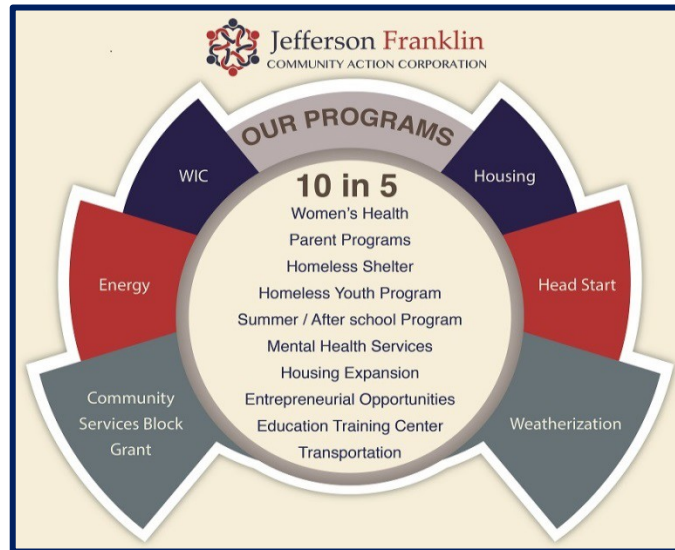 Jefferson Franklin
COMMUNITY ACTION CORPORATION
OUR PROGRAMS
WIC
Housing
Energy
Head Start
Community
Services Block
Grant
Weatherization
10 in 5
Women's Health
Parent Programs
Homeless Shelter
Homeless Youth Program
Summer / After school Program
Mental Health Services
Housing Expansion
Entrepreneurial Opportunities
Education Training Center
Transportation